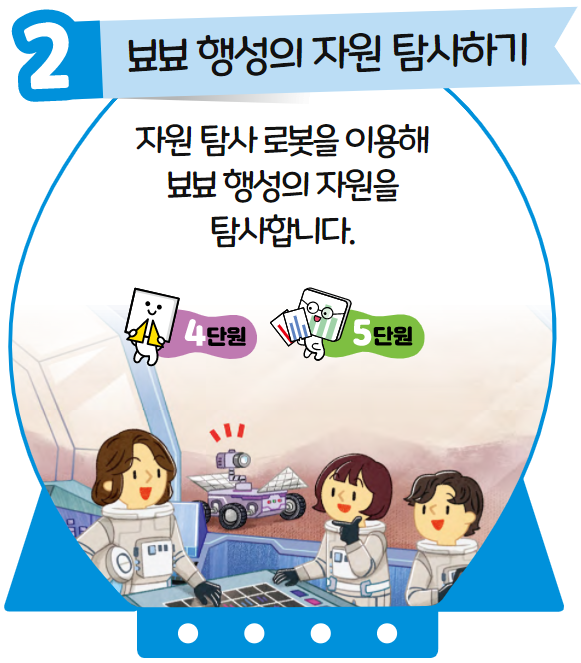 2
뵤뵤 행성의 자원 탐사하기
자원 탐사 로봇을 이용해
뵤뵤 행성의 자원을
탐사합니다.
4단원
5단원